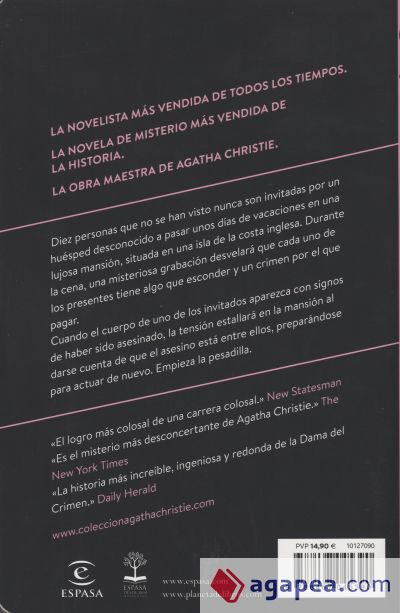 LA NOVELISTA MÁS VENDIDA DE TODOS LOS TIEMPOS.
LA NOVELA DE MISTERIO MÁS VENDIDA DE
LA HISTORIA.
LA OBRA MAESTRA DE AGATHA CHRISTIE.
Diez personas que no se han visto nunca son invitadas por un
huésped desconocido a pasar unos días de vacaciones en una
lujosa mansión, situada en una isla de la costa inglesa. Durante
la cena, una misteriosa grabación desvelará que cada uno de
los presentes tiene algo que esconder y un crimen por el que
pagar.
Cuando el cuerpo de uno de los invitados aparezca con signos
de haber sido asesinado, la tensión estallará en la mansión al
darse cuenta de que el asesino está entre ellos, preparándose
para actuar de nuevo. Empieza la pesadilla.
«El logro más colosal de una carrera colosal.» New Statesman
«Es el misterio más desconcertante de Agatha Christie.» The
New York Times
«La historia más increíble, ingeniosa y redonda de la Dama del
Crimen.» Daily Herald
www.coleccionagathachristie.com
PVP 14,90 € 10127090
ESPASA
ESPASA
www.espasa.com
www.planetadelibros.com
agapea.com